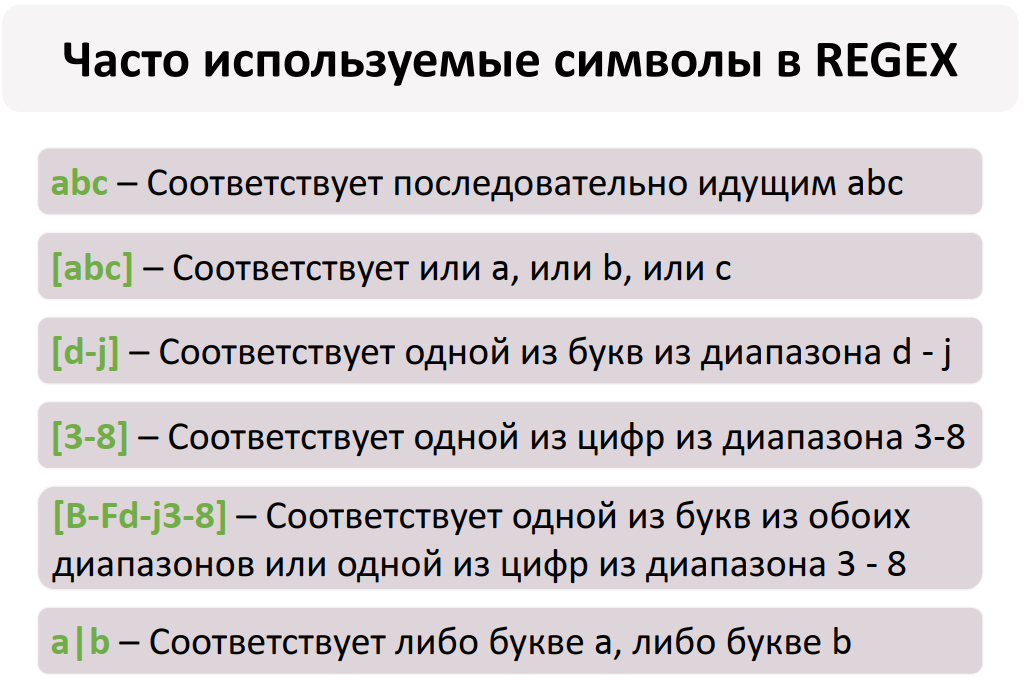 Часто используемые символы в REGEX
abc – Соответствует последовательно идущим abc
[abc] – Соответствует или a, или b, или c
[d-j] – Соответствует одной из букв из диапазона d - j
[3-8] – Соответствует одной из цифр из диапазона 3-8
[B-Fd-j3-8] – Соответствует одной из букв из обоих
диапазонов или одной из цифр из диапазона 3 - 8
a|b – Соответствует либо букве a, либо букве b